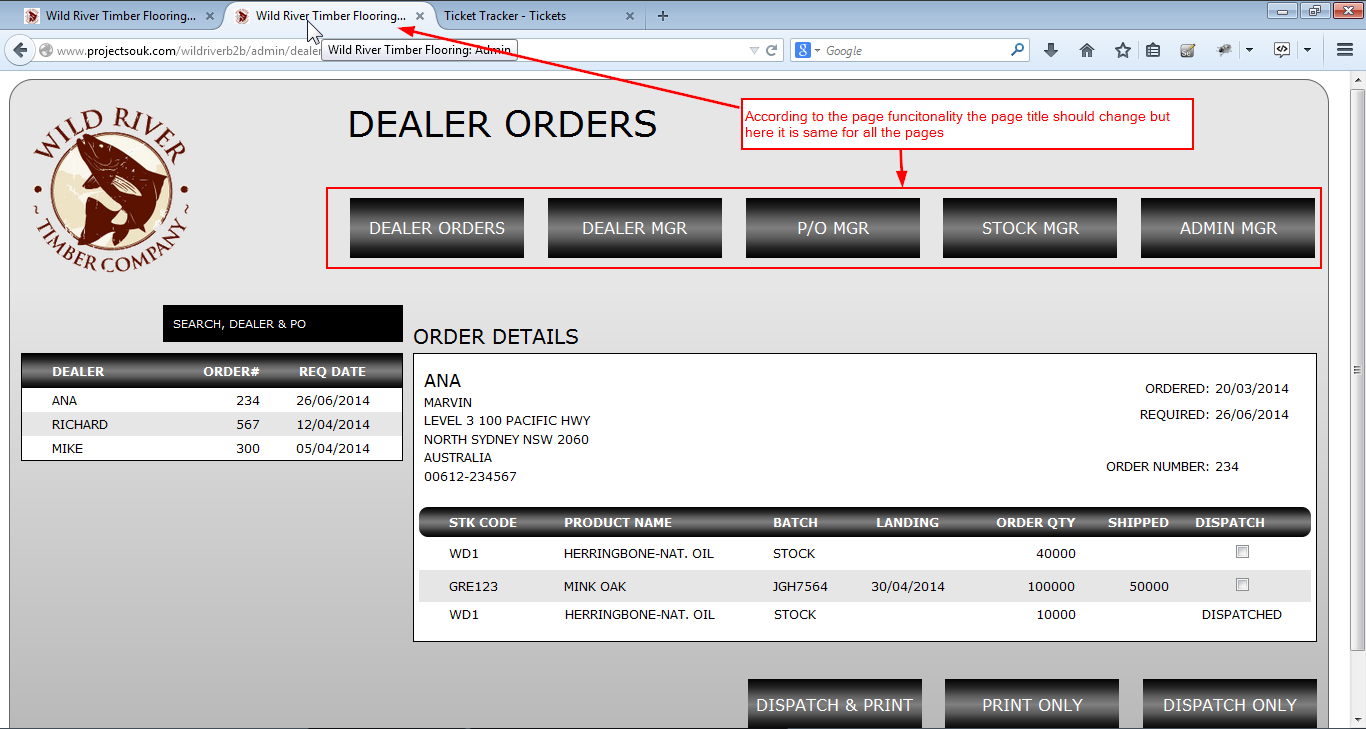 Wild River Timber Flooring... Wild River Timber Flooring... Ticket Tracker - Tickets
www.projectsouk.com/wildriverb2b/admin/dealer Google
Wild River Timber Flooring: Admin
WILD RIVER TIMBER COMPANY
DEALER ORDERS
According to the page funcitonality the page title should change but
here it is same for all the pages
DEALER ORDERS DEALER MGR P/O MGR STOCK MGR ADMIN MGR
SEARCH, DEALER & PO
DEALER ORDER# REQ DATE
ANA 234 26/06/2014
RICHARD 567 12/04/2014
MIKE 300 05/04/2014
ORDER DETAILS
ANA
MARVIN
LEVEL 3 100 PACIFIC HWY
NORTH SYDNEY NSW 2060
AUSTRALIA
00612-234567
ORDERED: 20/03/2014
REQUIRED: 26/06/2014
ORDER NUMBER: 234
STK CODE PRODUCT NAME BATCH LANDING ORDER QTY SHIPPED DISPATCH
WD1 HERRINGBONE-NAT. OIL STOCK 40000
GRE123 MINK OAK JGH7564 30/04/2014 100000 50000
WD1 HERRINGBONE-NAT. OIL STOCK 10000 DISPATCHED
DISPATCH & PRINT PRINT ONLY DISPATCH ONLY